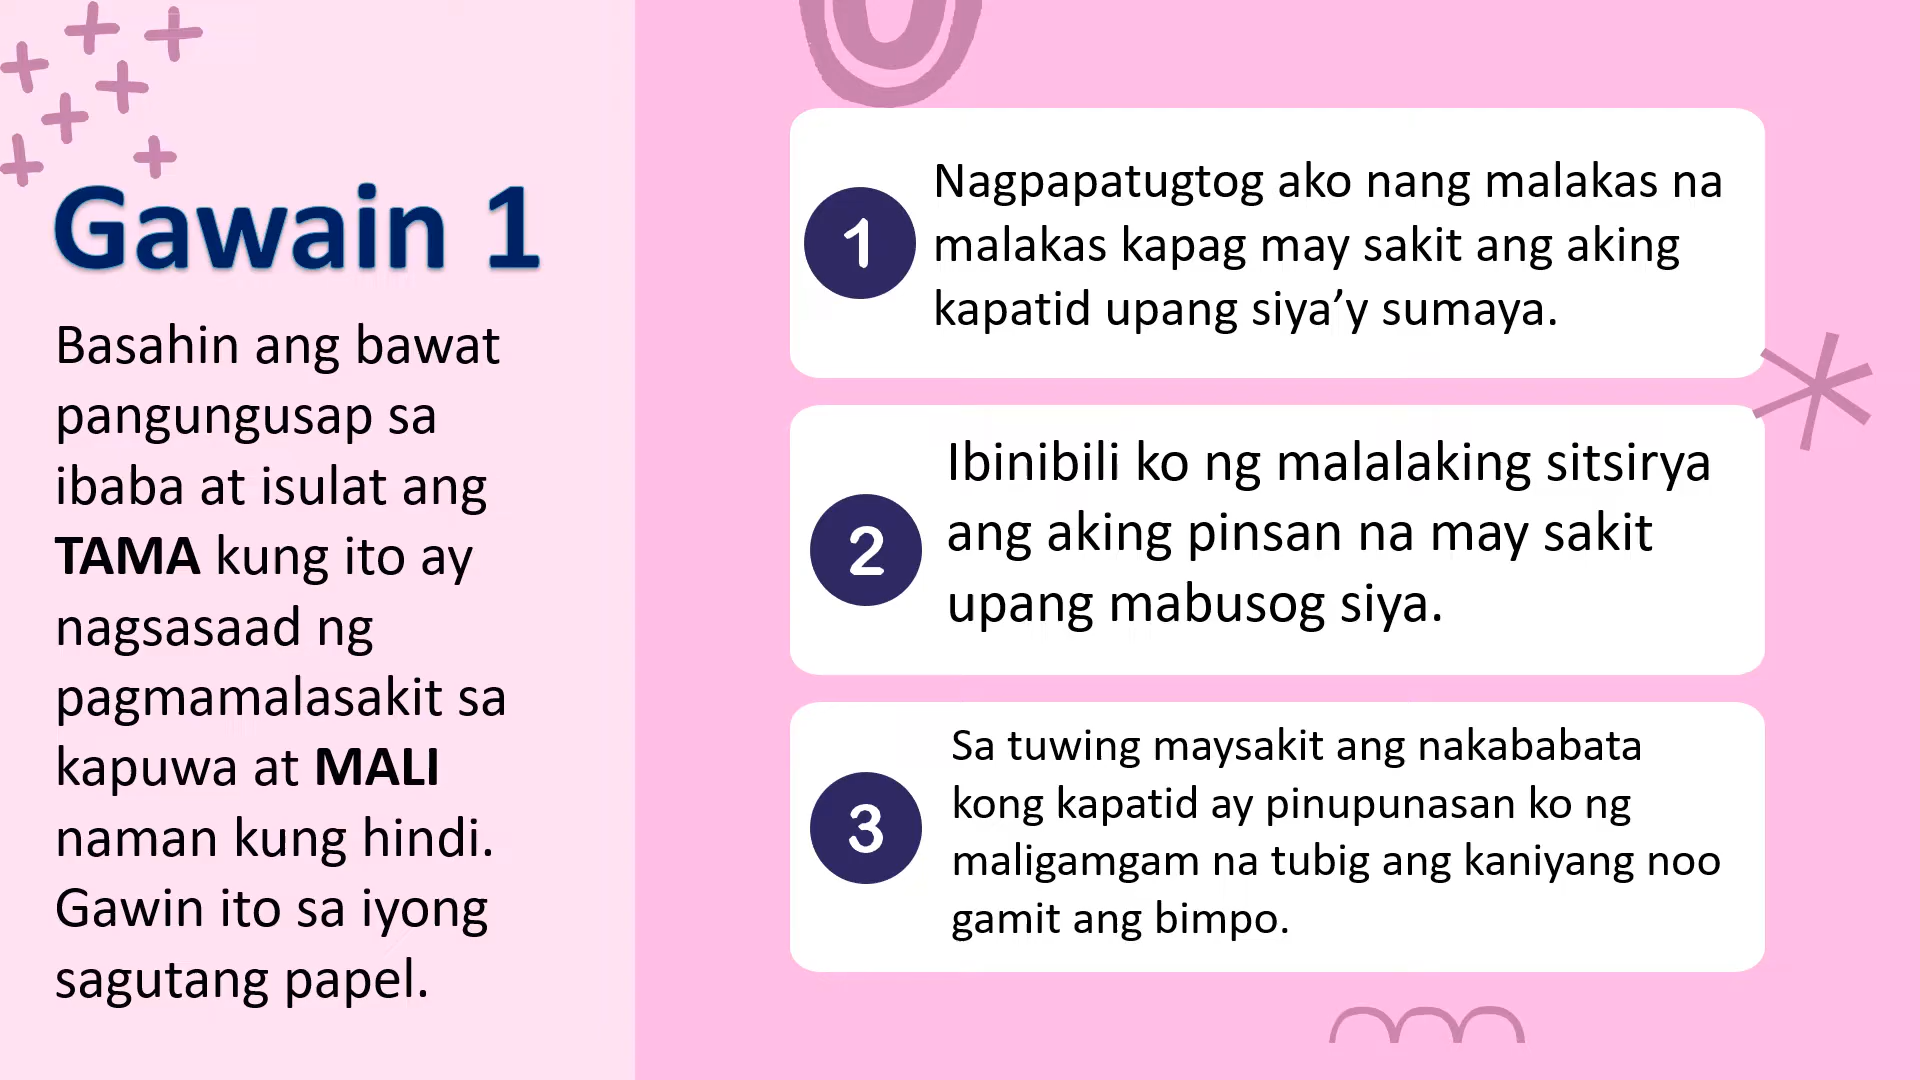 Gawain 1
Basahin ang bawat
pangungusap sa
ibaba at isulat ang
TAMA kung ito ay
nagsasaad ng
pagmamalasakit sa
kapuwa at MALI
naman kung hindi.
Gawin ito sa iyong
sagutang papel.
1
Nagpapatugtog ako nang malakas na
malakas kapag may sakit ang aking
kapatid upang siya’y sumaya.
2
Ibinibili ko ng malalaking sitsirya
ang aking pinsan na may sakit
upang mabusog siya.
3
Sa tuwing maysakit ang nakababata
kong kapatid ay pinupunasan ko ng
maligamgam na tubig ang kaniyang noo
gamit ang bimpo.